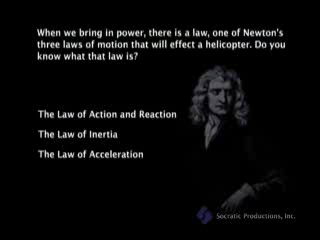 When we bring in power, there is a law, one of Newton's
three laws of motion that will effect a helicopter. Do you
know what that law is?
The Law of Action and Reaction
The Law of Inertia
The Law of Acceleration
Socratic Productions, Inc.